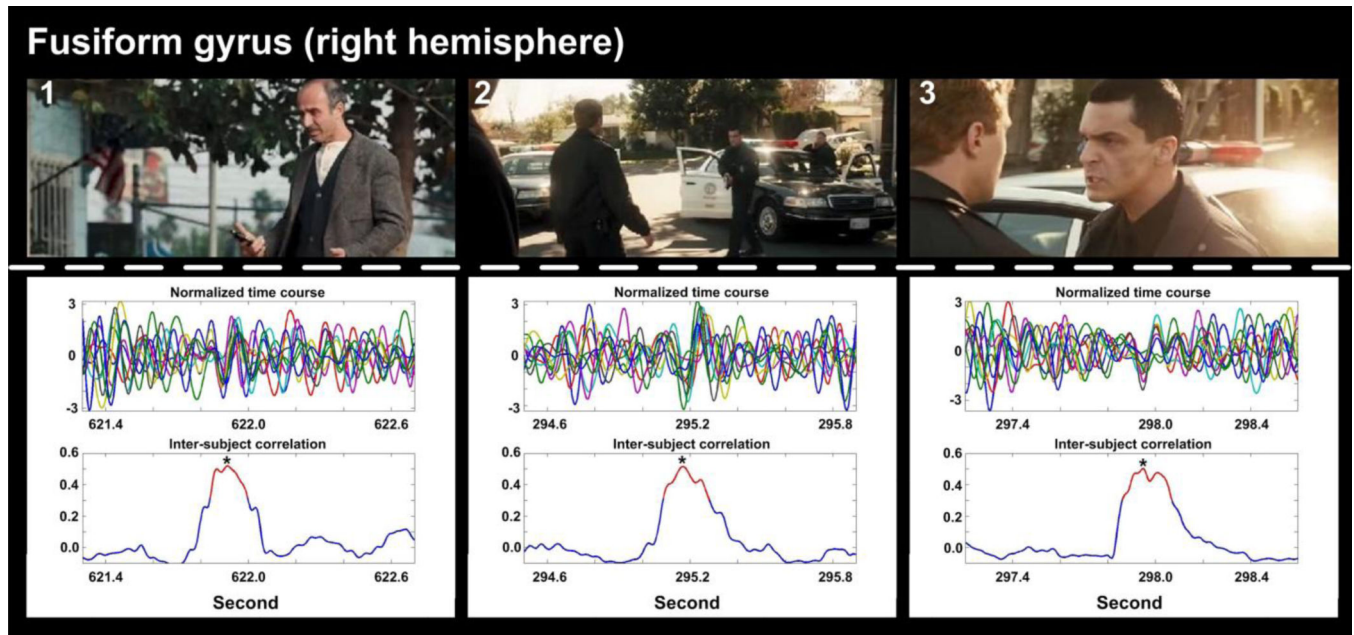 Fusiform gyrus (right hemisphere)
1
2
3
Normalized time course
3
0
-3
621.4 622.0 622.6
Inter-subject correlation
*
0.6
0.4
0.2
0.0
621.4 622.0 622.6
Second
Normalized time course
3
0
-3
294.6 295.2 295.8
Inter-subject correlation
*
0.6
0.4
0.2
0.0
294.6 295.2 295.8
Second
Normalized time course
3
0
-3
297.4 298.0 298.4
Inter-subject correlation
*
0.6
0.4
0.2
0.0
297.4 298.0 298.4
Second